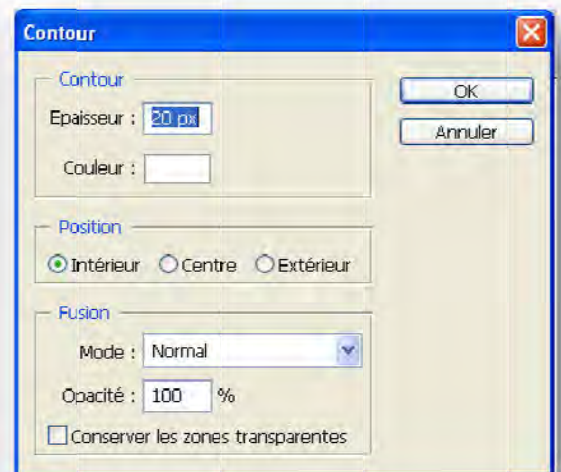 Contour
Contour
OK
Epaisseur : 20 px
Annuler
Couleur :
Position
Intérieur Centre Extérieur
Fusion
Mode : Normal
Opacité : 100 %
Conserver les zones transparentes